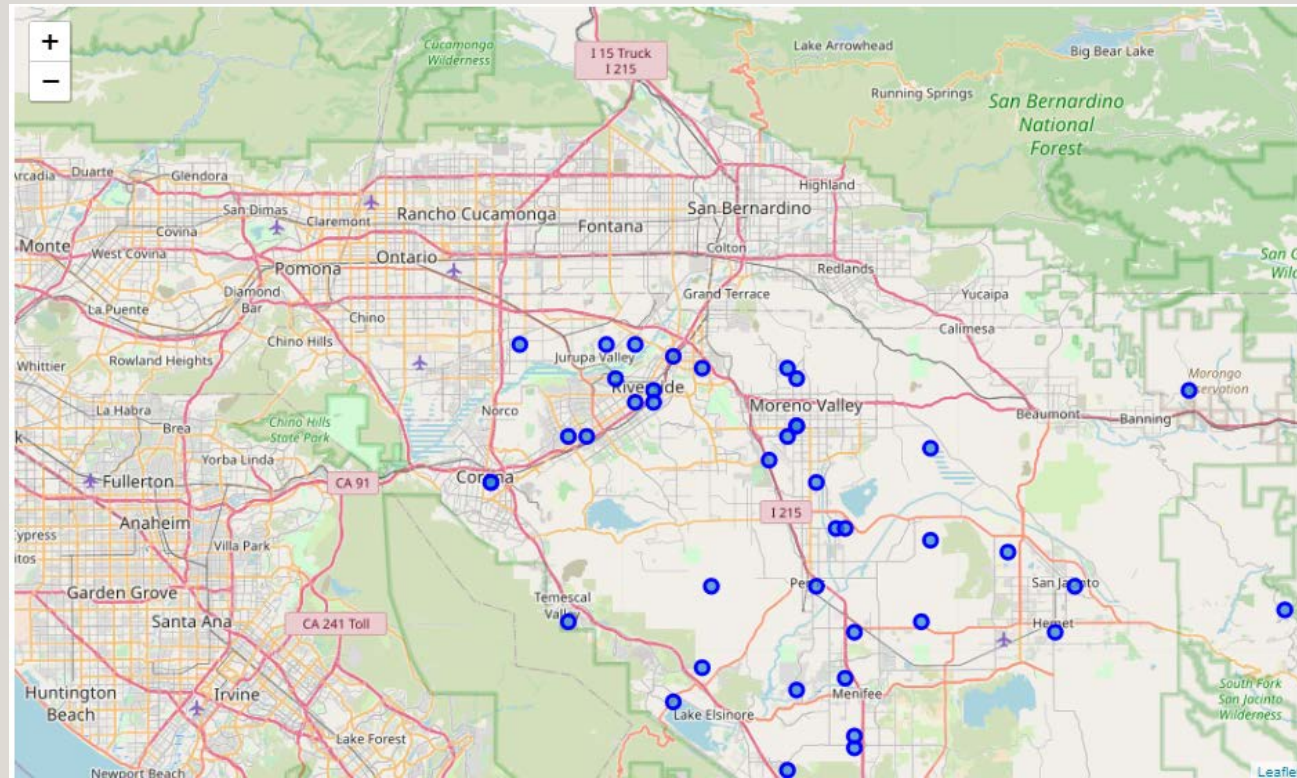 +
−
I 15 Truck
I 215
Cucamonga
Wilderness
Lake Arrowhead
Big Bear Lake
Running Springs
San Bernardino
National
Forest
Arcadia
Duarte
Glendora
Highland
San Dimas
Claremont
Rancho Cucamonga
San Bernardino
Fontana
Covina
Monte
West Covina
Colton
Ontario
Pomona
Redlands
Diamond
Bar
Grand Terrace
Yucaipa
La Puente
Chino
Calimesa
Chino Hills
Whittier
Rowland Heights
Jurupa Valley
Riverside
Morongo
La Habra
Norco
Moreno Valley
Beaumont
Banning
Brea
Chino Hills
State Park
Yorba Linda
Fullerton
CA 91
Corona
Anaheim
I 215
Villa Park
Garden Grove
Temescal
Valley
Perris
San Jacinto
Santa Ana
CA 241 Toll
Hemet
Huntington
Beach
Irvine
Menifee
South Fork
San Jacinto
Wilderness
Lake Elsinore
Lake Forest
Newport Beach
Leafle